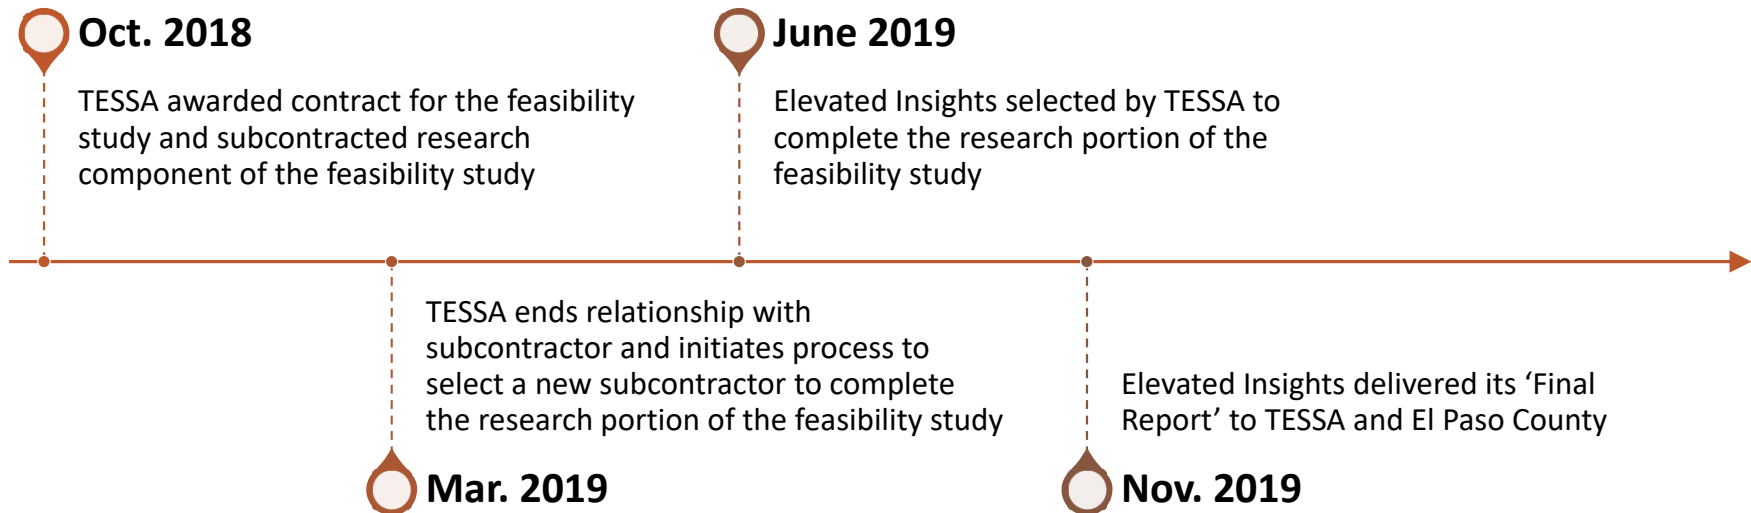 Oct. 2018
TESSA awarded contract for the feasibility
study and subcontracted research
component of the feasibility study
TESSA ends relationship with
subcontractor and initiates process to
select a new subcontractor to complete
the research portion of the feasibility study
Mar. 2019
June 2019
Elevated Insights selected by TESSA to
complete the research portion of the
feasibility study
Elevated Insights delivered its ‘Final
Report’ to TESSA and El Paso County
Nov. 2019